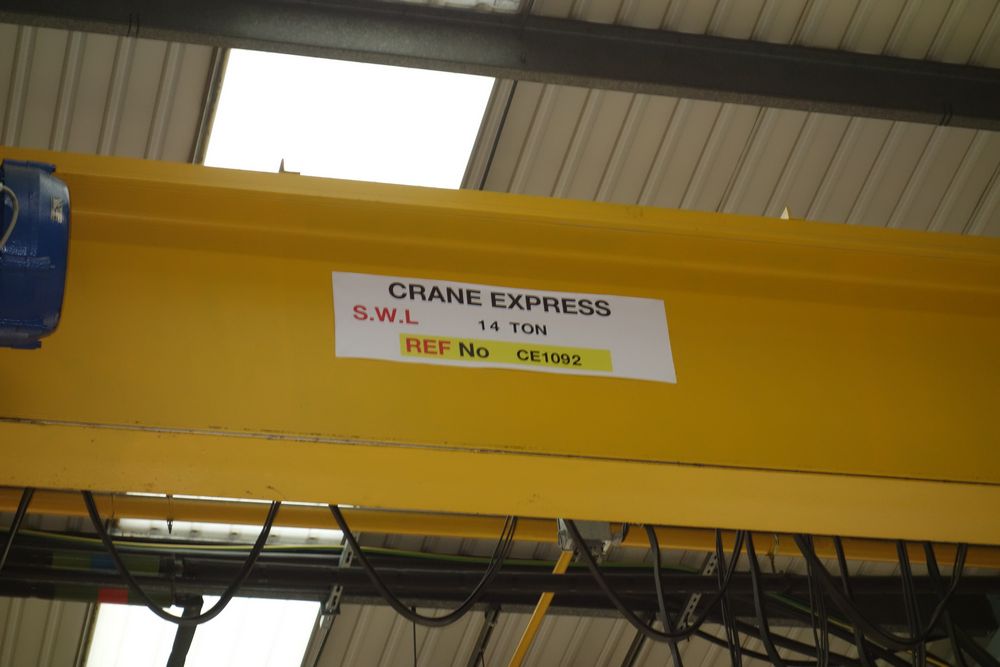 CRANE EXPRESS
S.W.L 14 TON
REF No CE1092